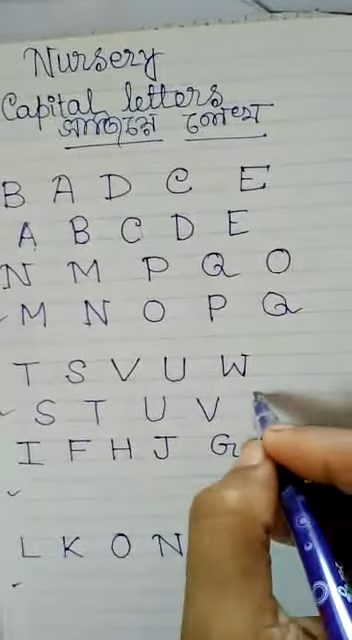 Nursery
Capital letters
সাজিয়ে লেখ
B A D C E
A B C D E
N M P Q O
M N O P Q
T S V U W
S T U V
I F H J G
L K O N